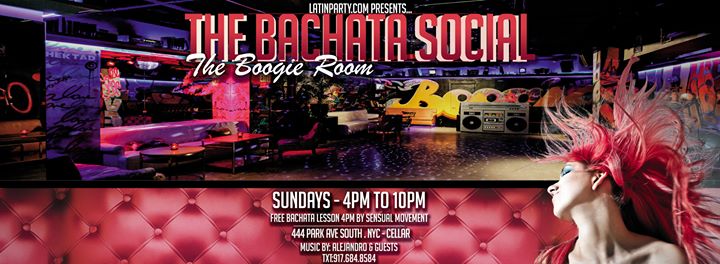 LATINPARTY.COM PRESENTS...
THE BACHATA SOCIAL
The Boogie Room
SUNDAYS - 4PM TO 10PM
FREE BACHATA LESSON 4PM BY SENSUAL MOVEMENT
444 PARK AVE SOUTH . NYC - CELLAR
MUSIC BY: ALEJANDRO & GUESTS
TXT:917.684.8584